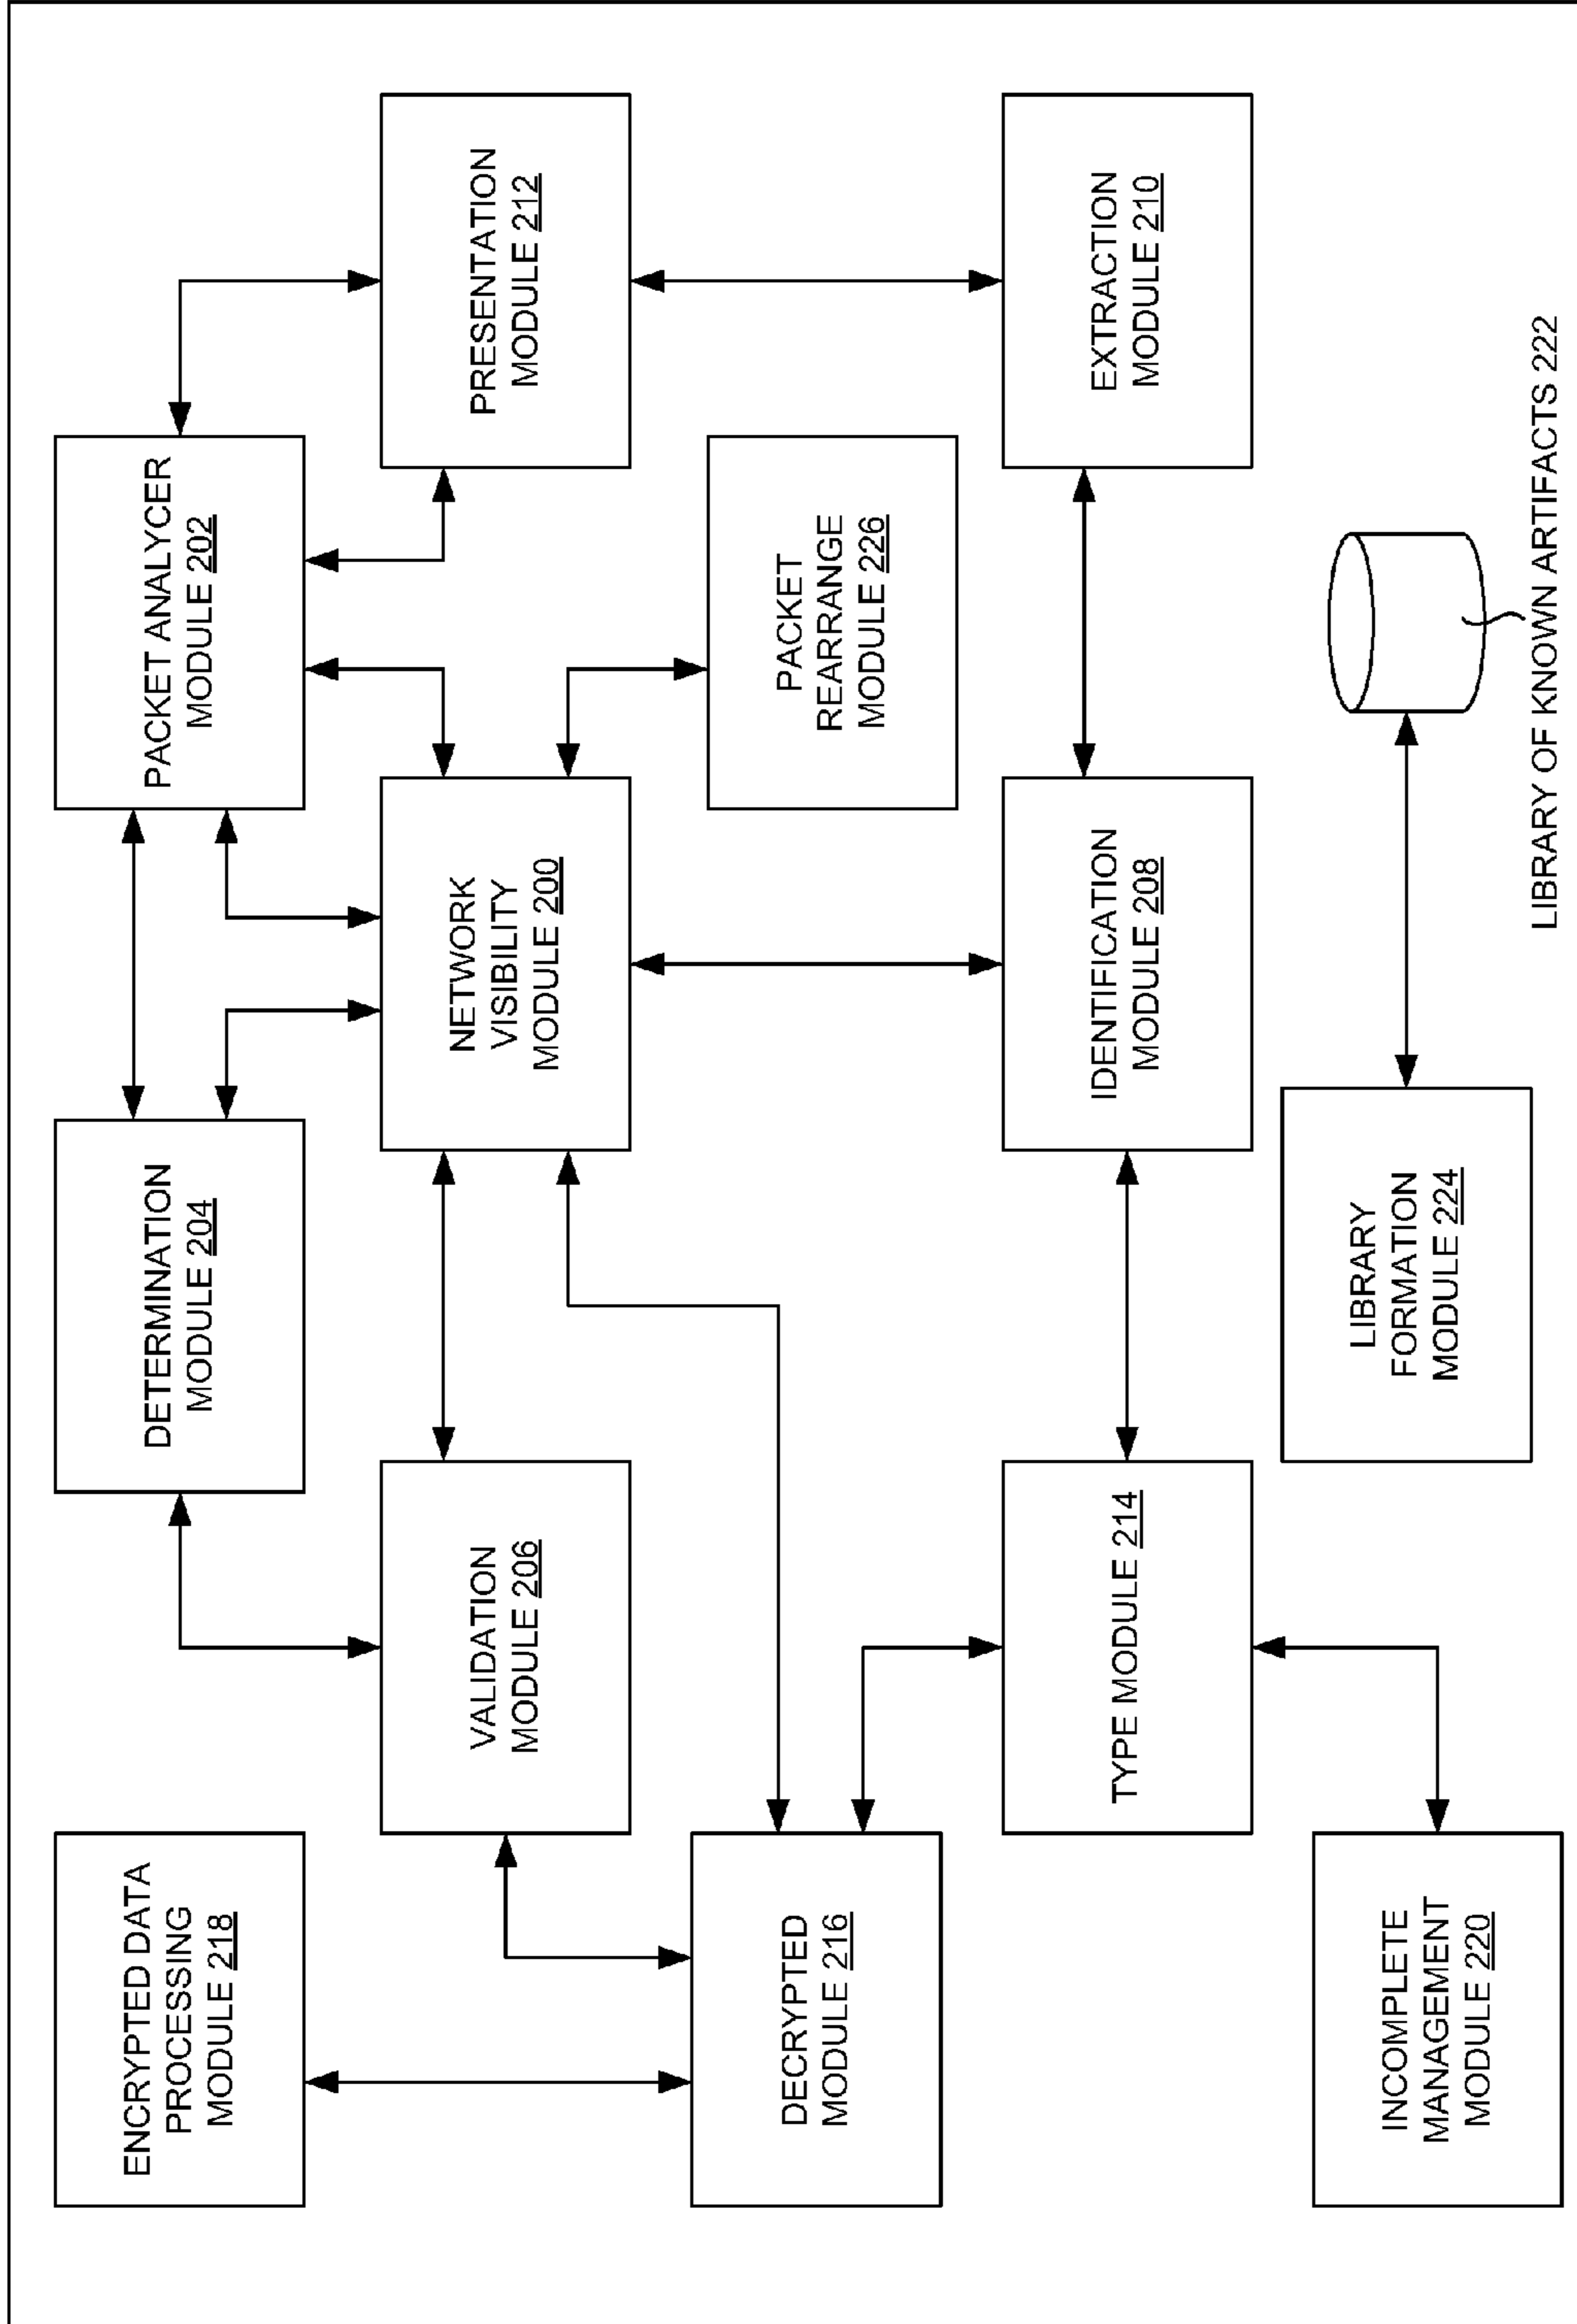 ENCRYPTED DATA
PROCESSING
MODULE 218
DETERMINATION
MODULE 204
PACKET ANALYCER
MODULE 202
VALIDATION
MODULE 206
NETWORK
VISIBILITY
MODULE 200
PRESENTATION
MODULE 212
DECRYPTED
MODULE 216
PACKET
REARRANGE
MODULE 226
TYPE MODULE 214
IDENTIFICATION
MODULE 208
EXTRACTION
MODULE 210
INCOMPLETE
MANAGEMENT
MODULE 220
LIBRARY
FORMATION
MODULE 224
LIBRARY OF KNOWN ARTIFACTS 222